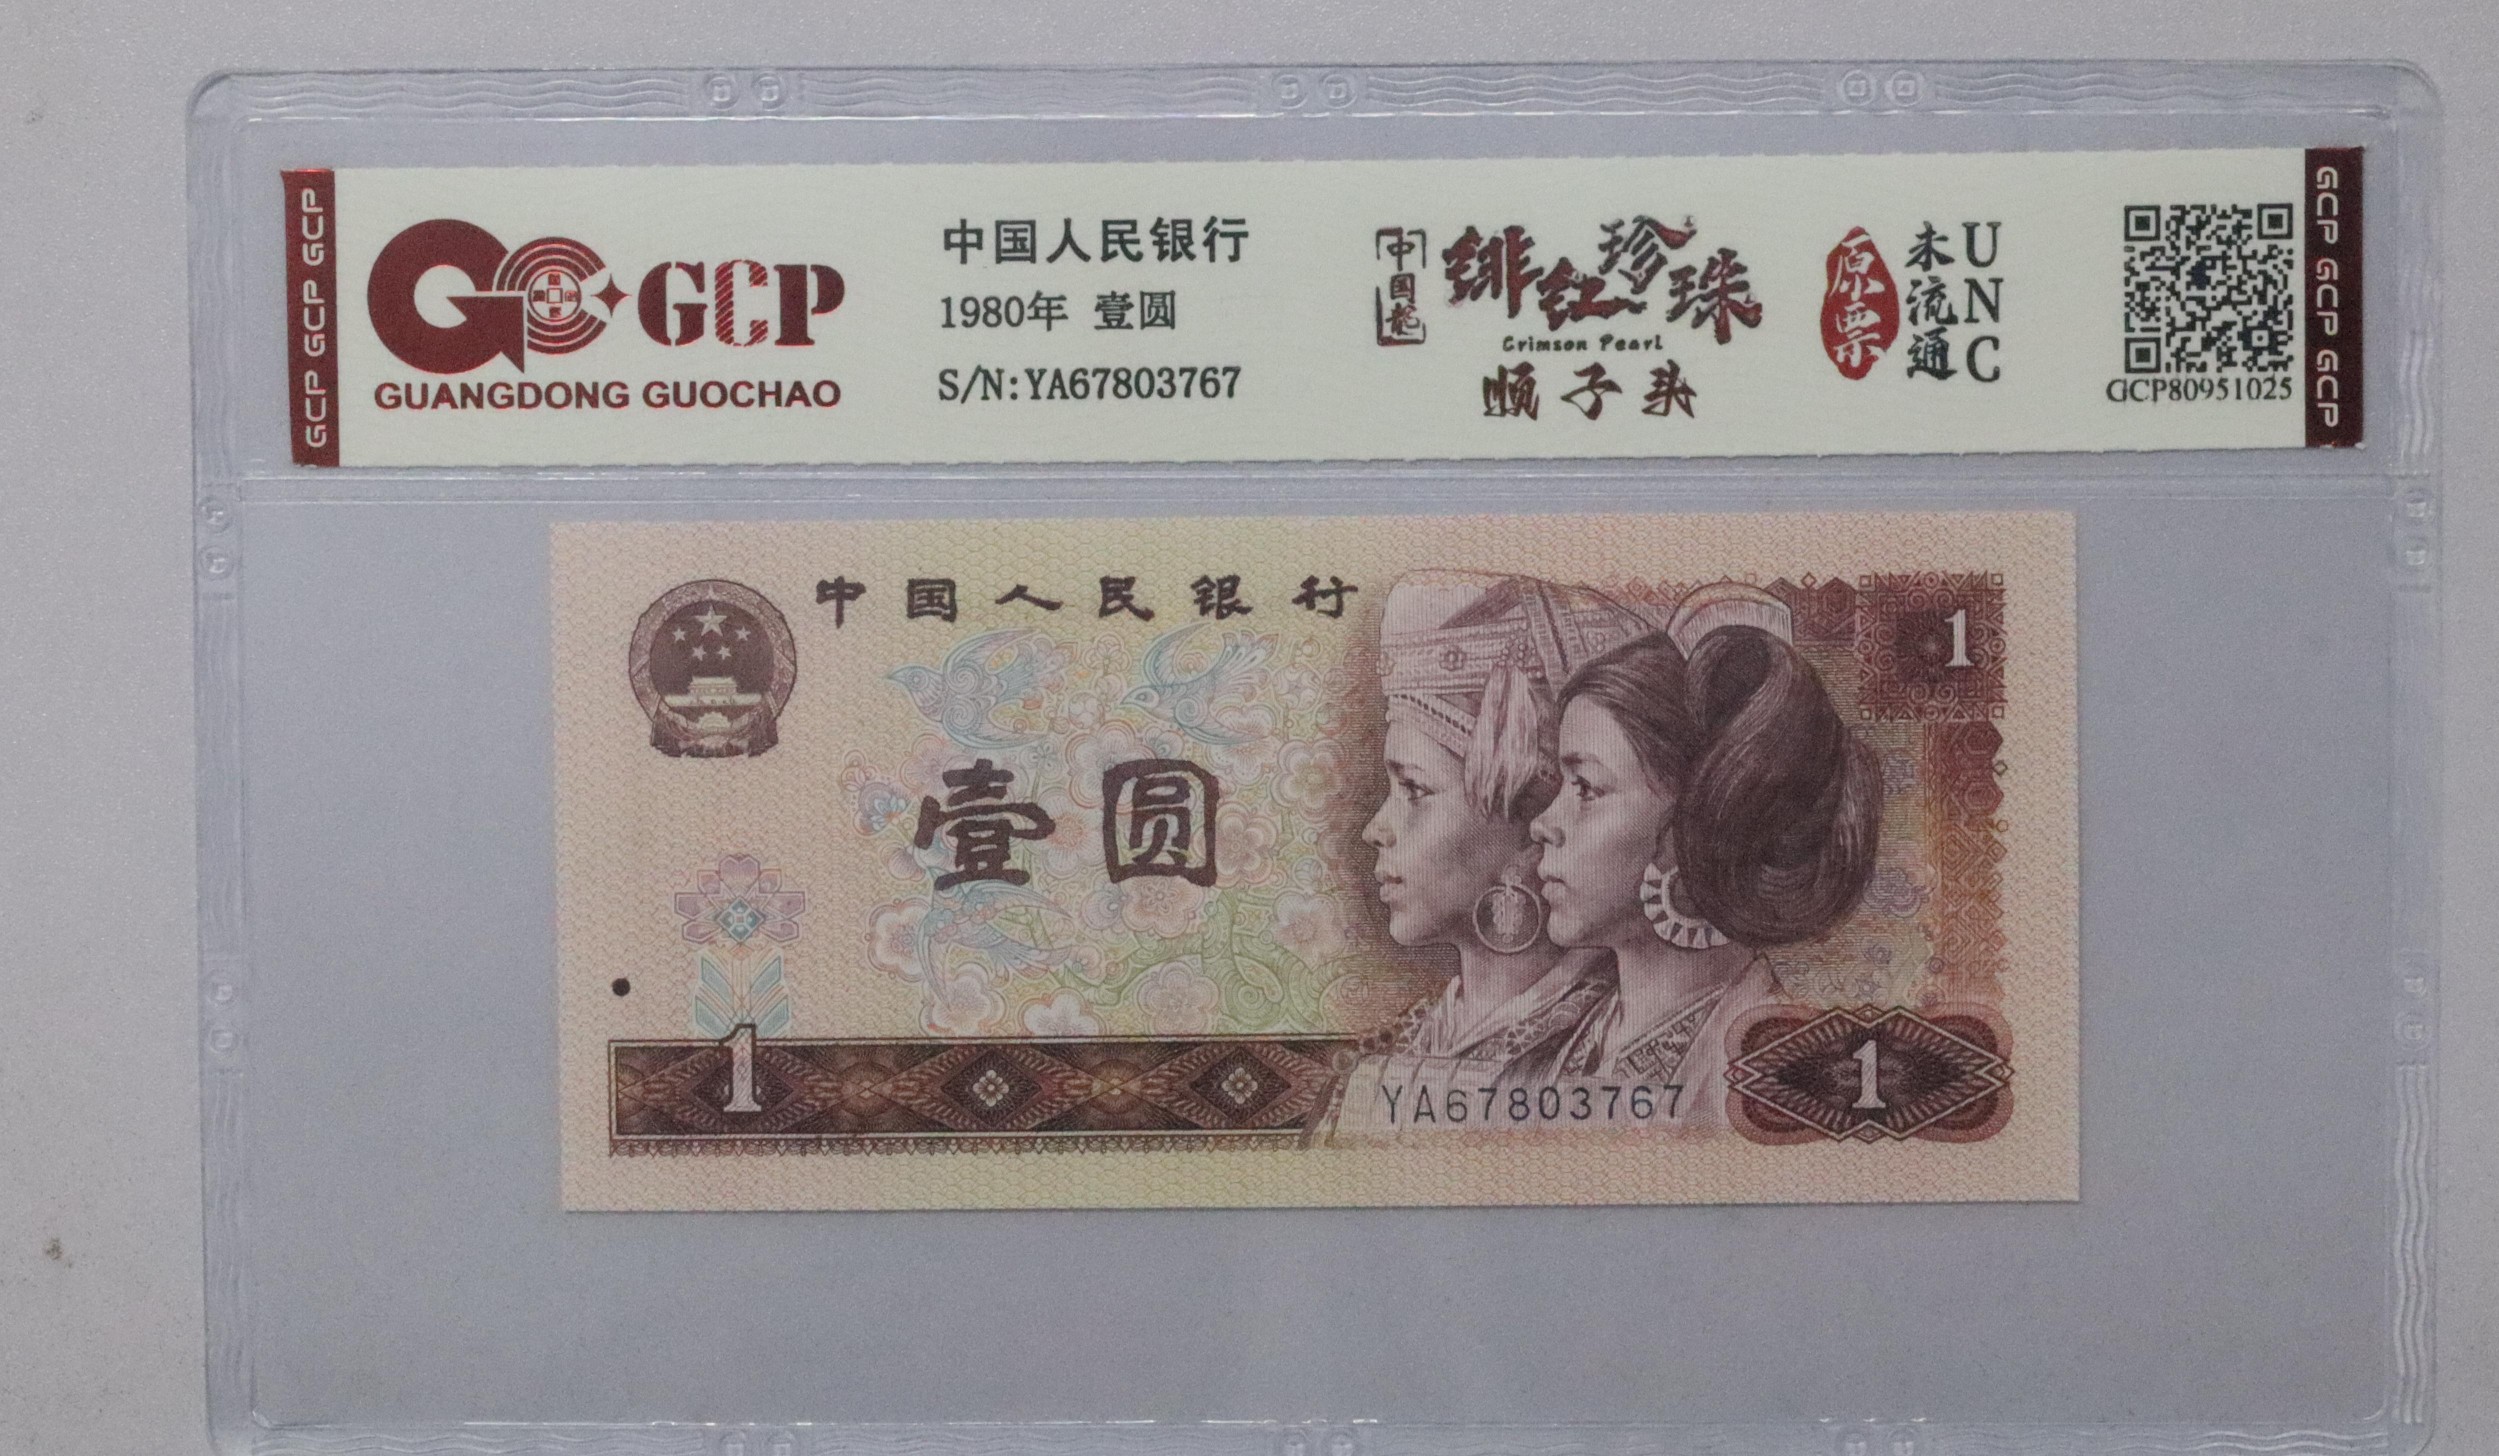 GCP GCP GCP
GCP
GUANGDONG GUOCHAO
中国人民银行
1980年 壹圆
S/N:YA67803767
中国龙
绯红珍珠
Crimson Pearl
顺子头
原票
未流通
UNC
GCP80951025
GCP GCP GCP
中国人民银行
1
壹圆
1
YA67803767
1